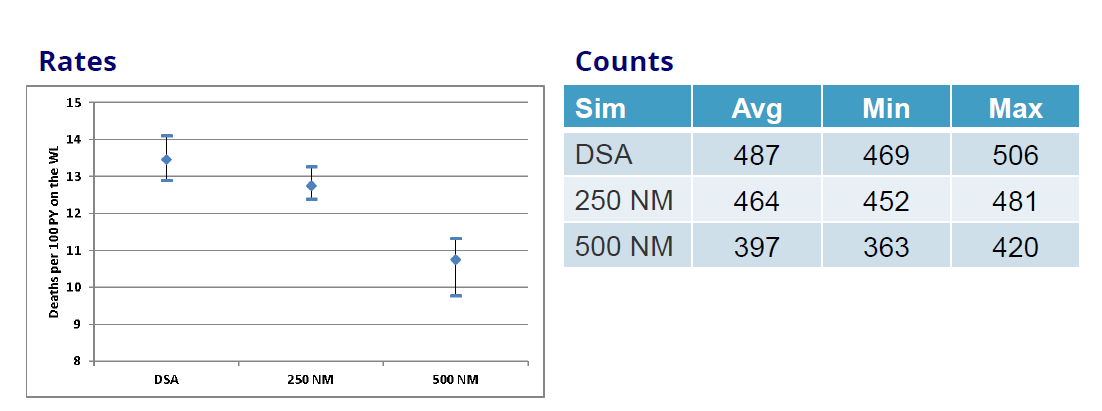 Rates
Deaths per 100 PY on the WL
15
14
13
12
11
10
9
8
DSA 250 NM 500 NM
Counts
Sim Avg Min Max
DSA 487 469 506
250 NM 464 452 481
500 NM 397 363 420